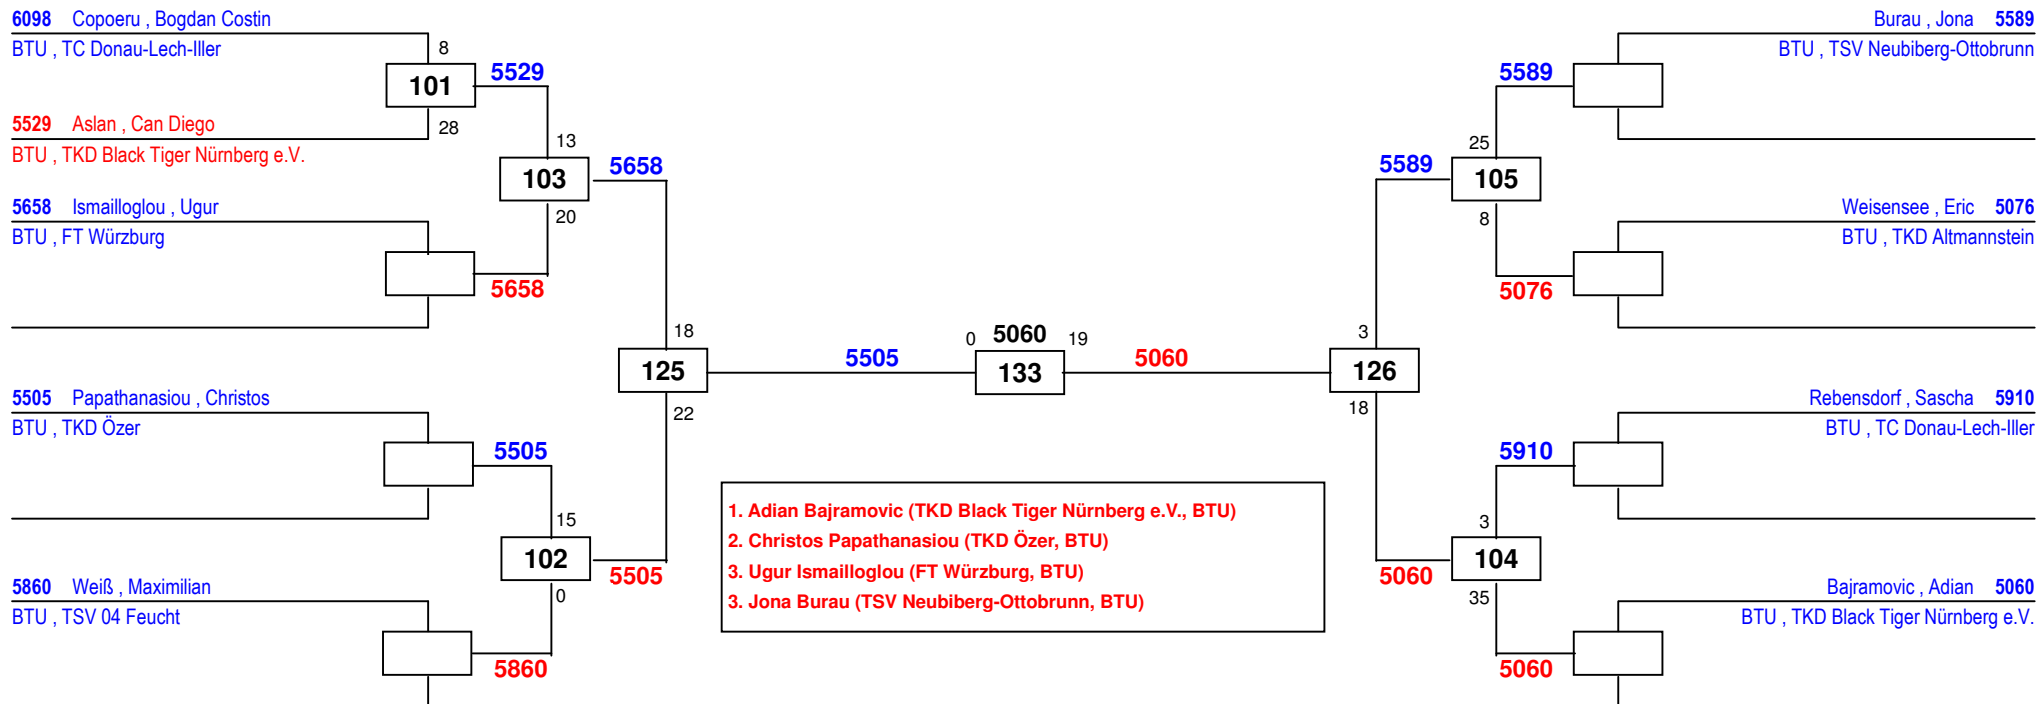 6098 Copoeru , Bogdan Costin
BTU , TC Donau-Lech-Iller
8
101
5529
28
5529 Aslan , Can Diego
BTU , TKD Black Tiger Nürnberg e.V.
13
103
5658
20
5658 Ismailloglou , Ugur
BTU , FT Würzburg
5658
18
125
22
5505
5505 Papathanasiou , Christos
BTU , TKD Özer
5505
15
102
5505
0
5860 Weiß , Maximilian
BTU , TSV 04 Feucht
5860
0 5060 19
133
5060
1. Adian Bajramovic (TKD Black Tiger Nürnberg e.V., BTU)
2. Christos Papathanasiou (TKD Özer, BTU)
3. Ugur Ismailloglou (FT Würzburg, BTU)
3. Jona Burau (TSV Neubiberg-Ottobrunn, BTU)
Burau , Jona 5589
BTU , TSV Neubiberg-Ottobrunn
5589
25
5589
105
8
Weisensee , Eric 5076
BTU , TKD Altmannstein
5076
3
126
18
Rebensdorf , Sascha 5910
BTU , TC Donau-Lech-Iller
5910
3
104
5060
35
Bajramovic , Adian 5060
BTU , TKD Black Tiger Nürnberg e.V.
5060